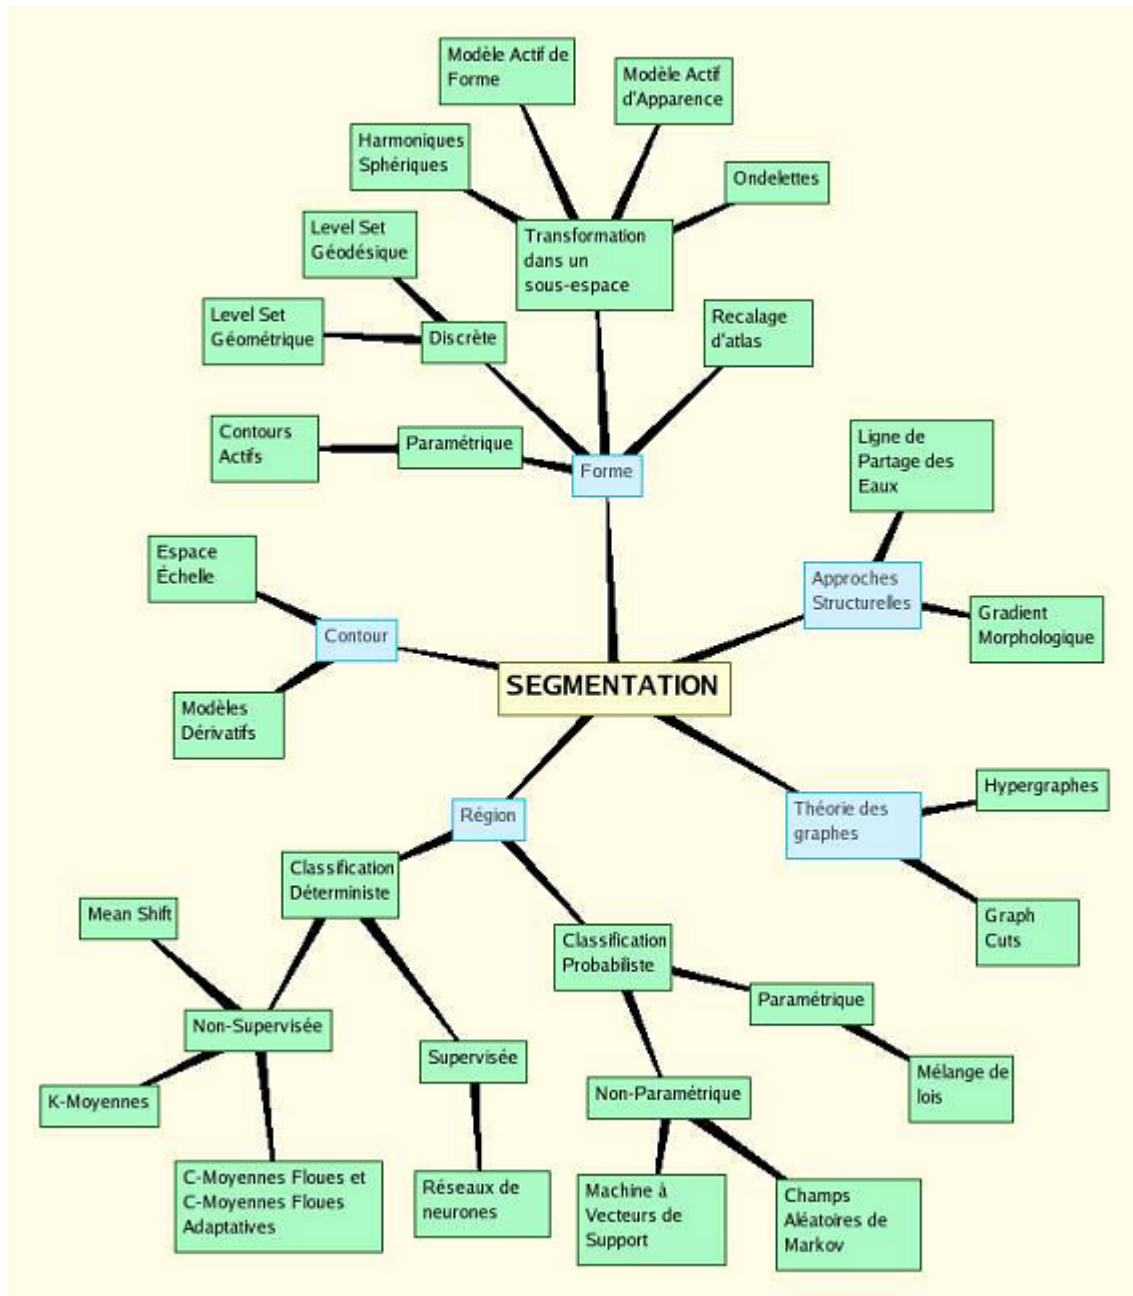 Modèle Actif de
Forme
Modèle Actif
d'Apparence
Harmoniques
Sphériques
Ondelettes
Level Set
Géodésique
Transformation
dans un
sous-espace
Level Set
Géométrique
Discrète
Recalage
d'atlas
Contours
Actifs
Paramétrique
Forme
Ligne de
Partage des
Eaux
Espace
Échelle
Approches
Structurelles
Gradient
Morphologique
Contour
SEGMENTATION
Modèles
Dérivatifs
Hypergraphes
Région
Théorie des
graphes
Classification
Déterministe
Mean Shift
Graph
Cuts
Classification
Probabiliste
Paramétrique
Non-Supervisée
Supervisée
Mélange de
lois
K-Moyennes
Non-Paramétrique
C-Moyennes Floues et
C-Moyennes Floues
Adaptatives
Réseaux de
neurones
Machine à
Vecteurs de
Support
Champs
Aléatoires de
Markov